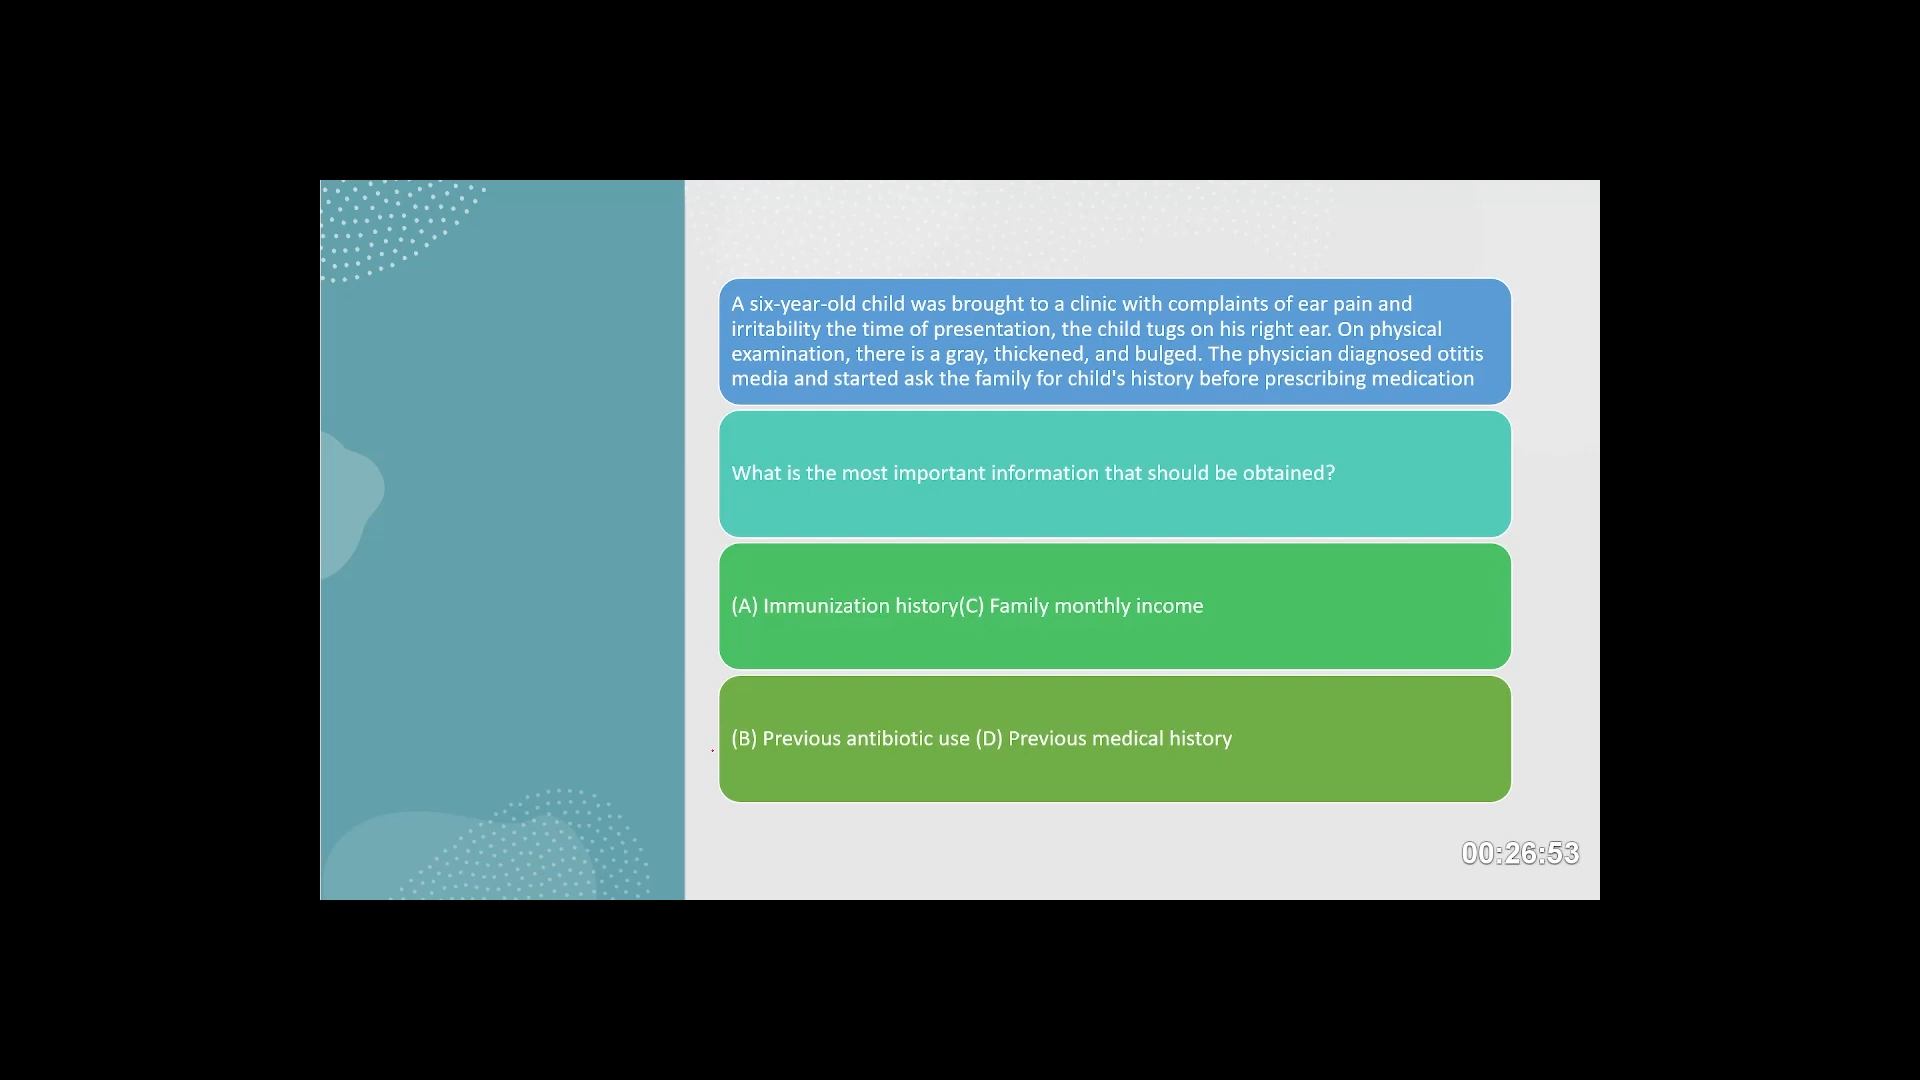 A six-year-old child was brought to a clinic with complaints of ear pain and
irritability the time of presentation, the child tugs on his right ear. On physical
examination, there is a gray, thickened, and bulged. The physician diagnosed otitis
media and started ask the family for child's history before prescribing medication
What is the most important information that should be obtained?
(A) Immunization history(C) Family monthly income
(B) Previous antibiotic use (D) Previous medical history
00:26:53